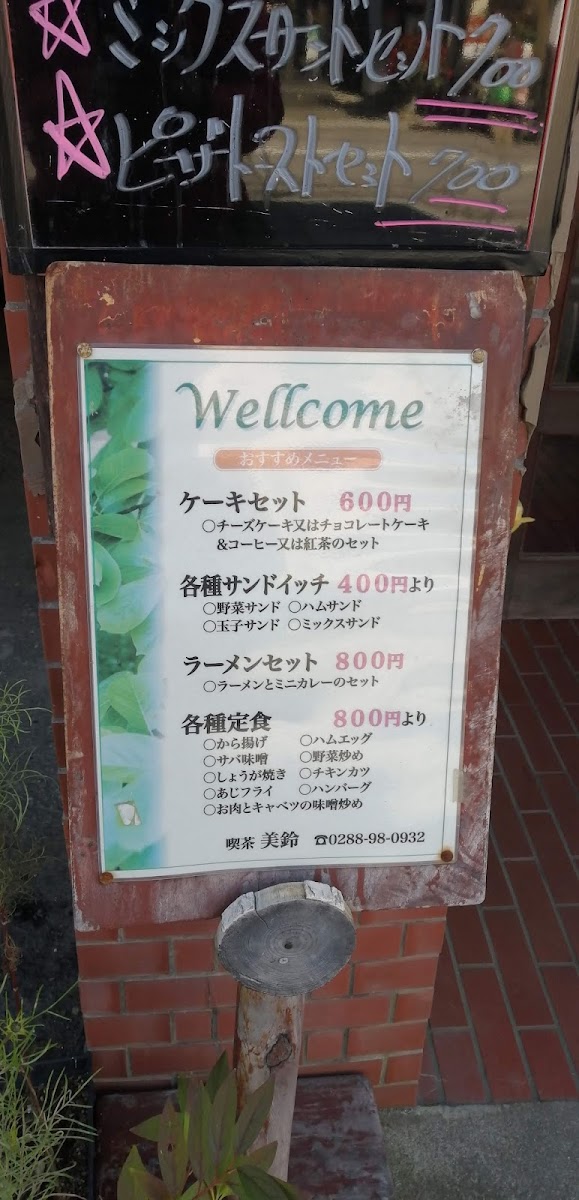 ☆ミックスサンドセット700
☆ピザトーストセット700
Wellcome
おすすめメニュー
ケーキセット 600円
○チーズケーキ又はチョコレートケーキ
&コーヒー又は紅茶のセット
各種サンドイッチ 400円より
○野菜サンド ○ハムサンド
○玉子サンド ○ミックスサンド
ラーメンセット 800円
○ラーメンとミニカレーのセット
各種定食 800円より
○から揚げ ○ハムエッグ
○サバ味噌 ○野菜炒め
○しょうが焼き ○チキンカツ
○あじフライ ○ハンバーグ
○お肉とキャベツの味噌炒め
喫茶 美鈴 ☎0288-98-0932